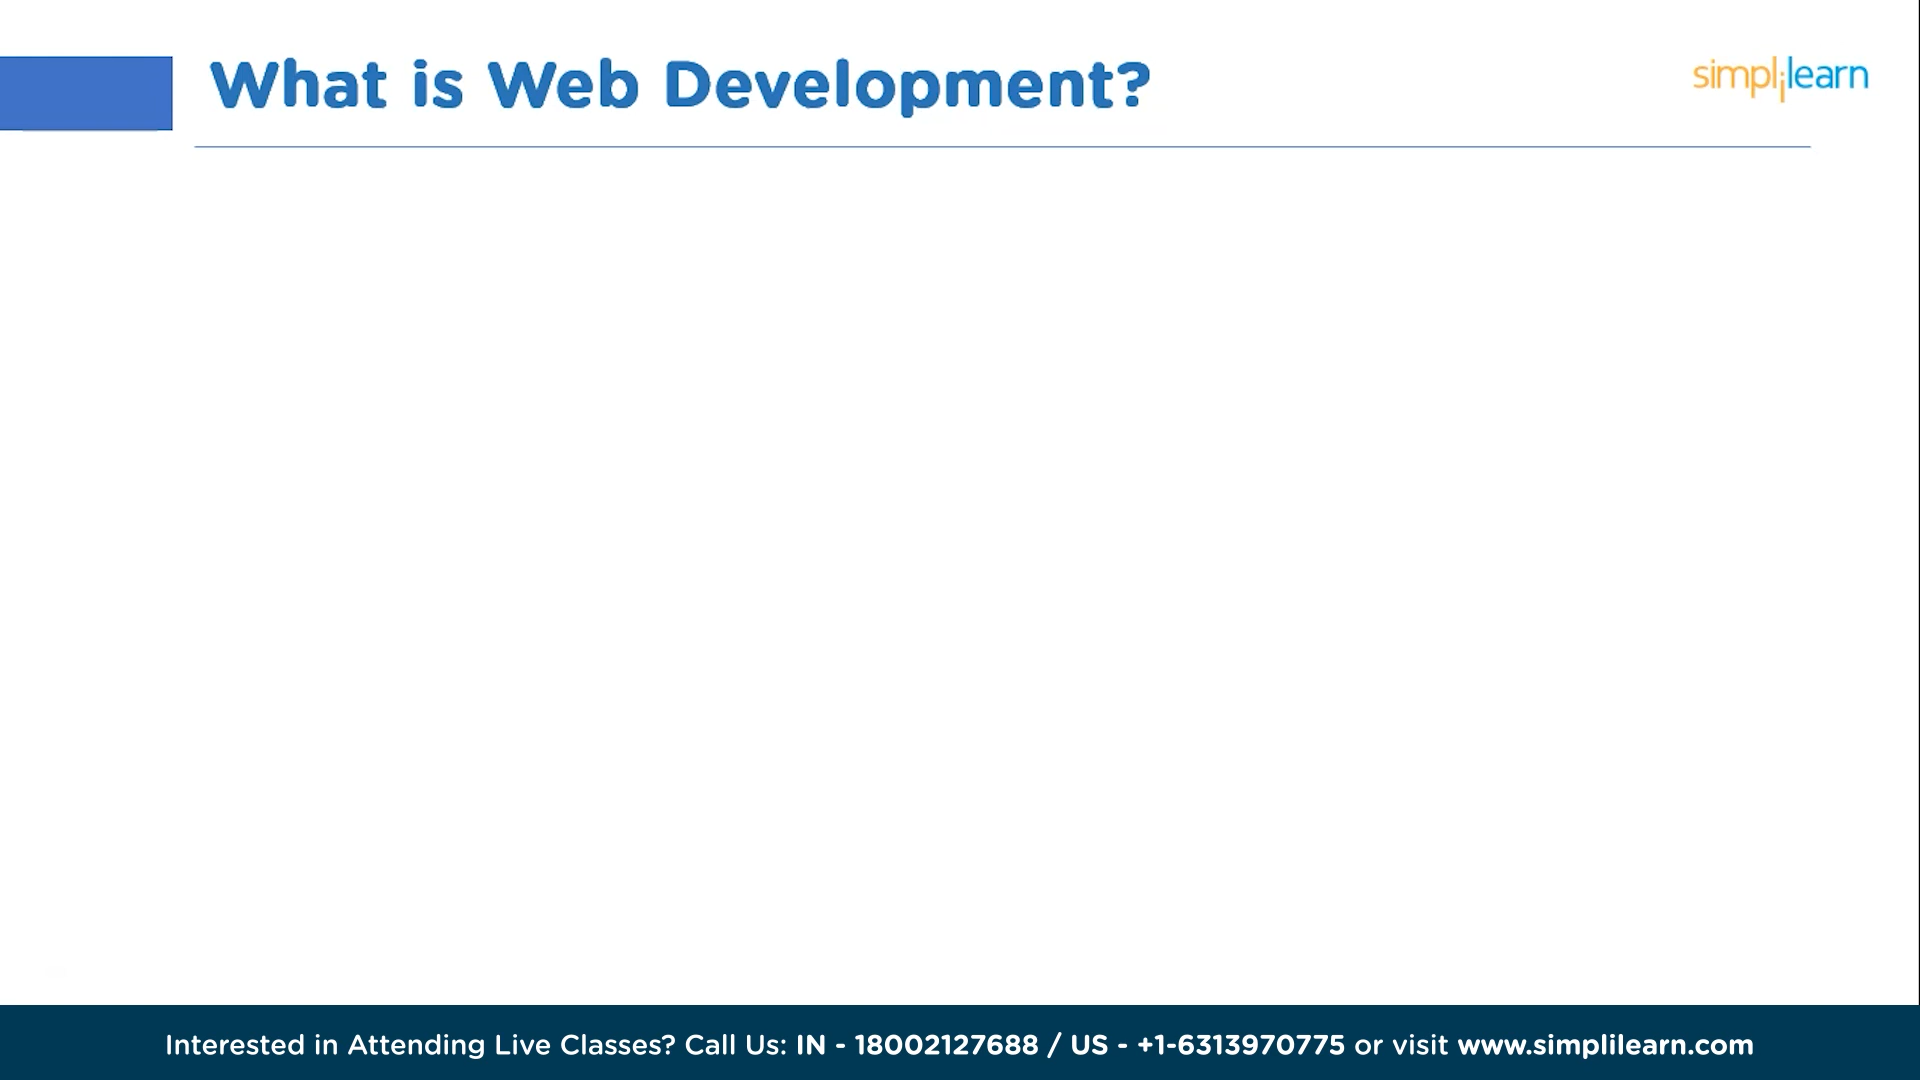 What is Web Development?
simplilearn
Interested in Attending Live Classes? Call Us: IN - 18002127688 / US - +1-6313970775 or visit www.simplilearn.com